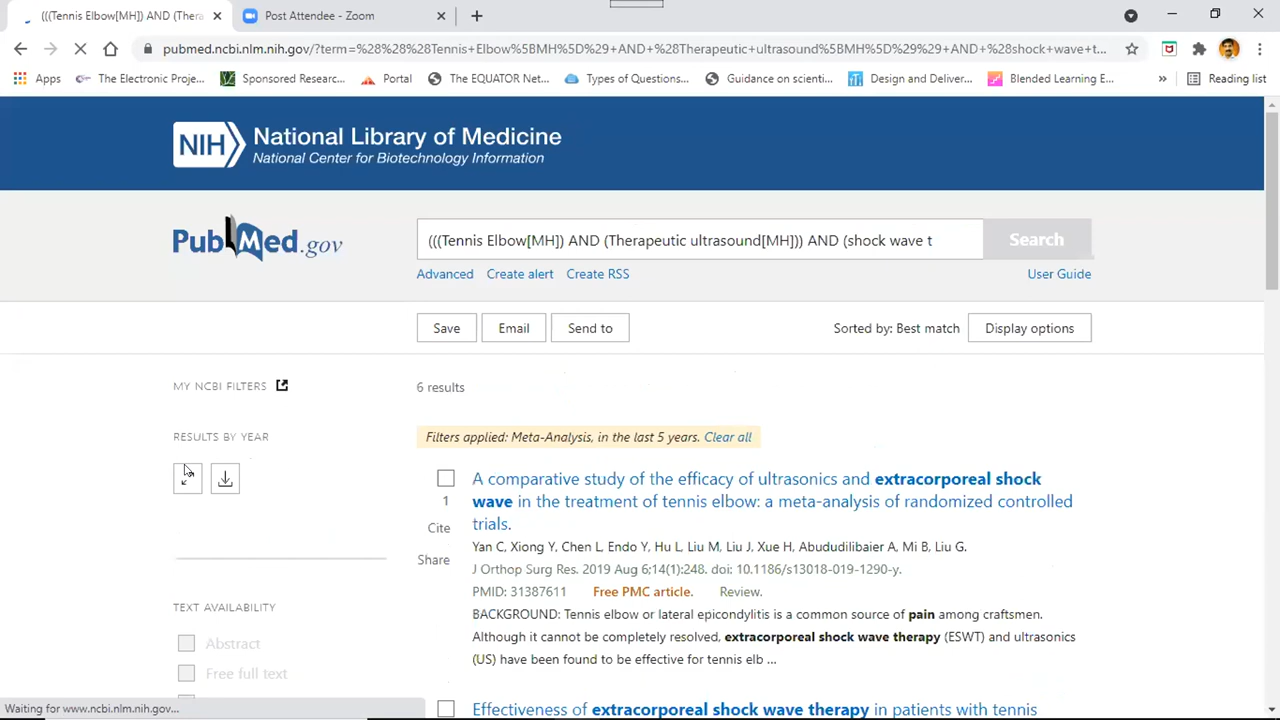 (((Tennis Elbow[MH]) AND (Thera
Post Attendee - Zoom
pubmed.ncbi.nlm.nih.gov/?term=%28%28%28Tennis+Elbow%5BMH%5D%29+AND+%28Therapeutic+ultrasound%5BMH%5D%29%29+AND+%28shock+wave+t...
Apps
The Electronic Proje...
Sponsored Researc...
Portal
The EQUATOR Net...
Types of Questions...
Guidance on scienti...
Design and Deliver...
Blended Learning E...
»
Reading list
NIH
National Library of Medicine
National Center for Biotechnology Information
PubMed.gov
(((Tennis Elbow[MH]) AND (Therapeutic ultrasound[MH])) AND (shock wave t
Search
Advanced
Create alert
Create RSS
User Guide
Save
Email
Send to
Sorted by: Best match
Display options
MY NCBI FILTERS
6 results
RESULTS BY YEAR
Filters applied: Meta-Analysis, in the last 5 years. Clear all
A comparative study of the efficacy of ultrasonics and extracorporeal shock
1
wave in the treatment of tennis elbow: a meta-analysis of randomized controlled
trials.
Cite
Yan C, Xiong Y, Chen L, Endo Y, Hu L, Liu M, Liu J, Xue H, Abududilibaier A, Mi B, Liu G.
Share
J Orthop Surg Res. 2019 Aug 6;14(1):248. doi: 10.1186/s13018-019-1290-y.
PMID: 31387611
Free PMC article.
Review.
TEXT AVAILABILITY
BACKGROUND: Tennis elbow or lateral epicondylitis is a common source of pain among craftsmen.
Abstract
Although it cannot be completely resolved, extracorporeal shock wave therapy (ESWT) and ultrasonics
(US) have been found to be effective for tennis elb ...
Free full text
Effectiveness of extracorporeal shock wave therapy in patients with tennis
Waiting for www.ncbi.nlm.nih.gov...